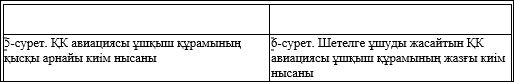 5-сурет. ҚК авиациясы ұшқыш құрамының
қысқы арнайы киім нысаны
6-сурет. Шетелге ұшуды жасайтын ҚК
авиациясы ұшқыш құрамының жазғы киім
нысаны